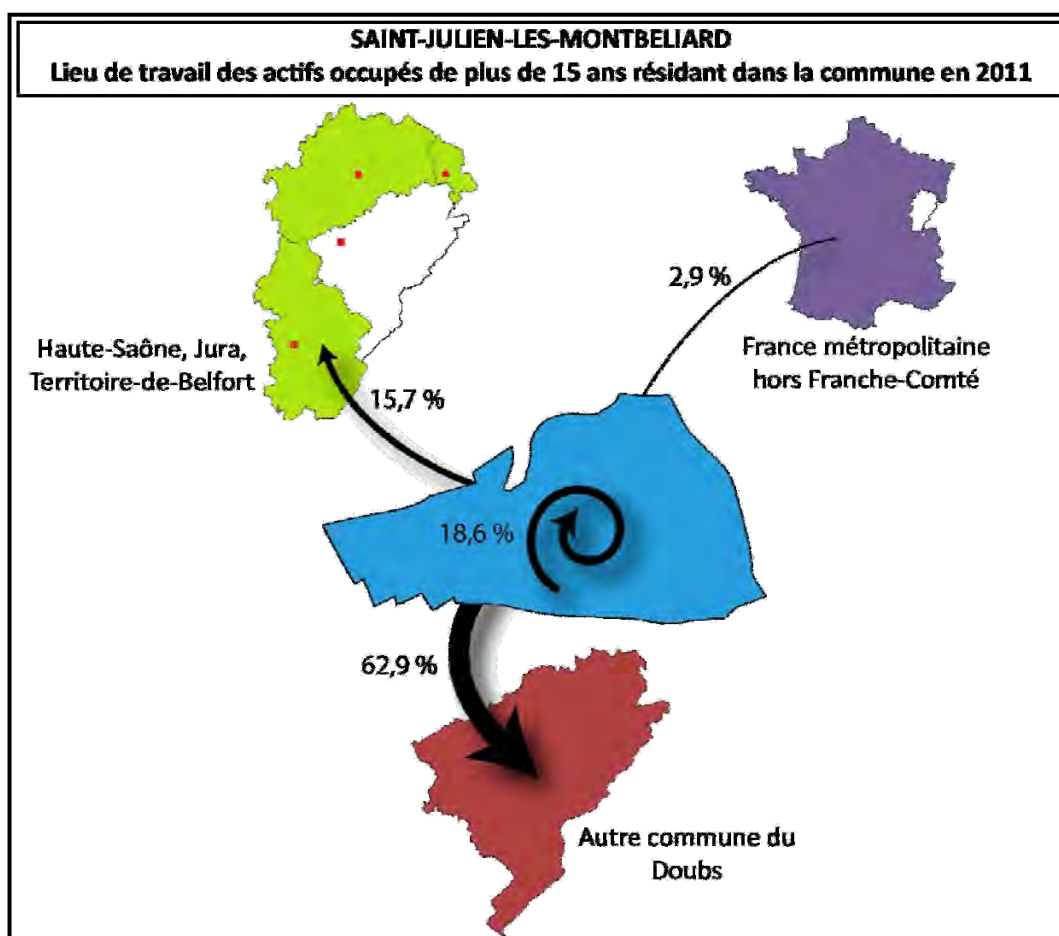 SAINT-JULIEN-LES-MONTBELIARD
Lieu de travail des actifs occupés de plus de 15 ans résidant dans la commune en 2011
2,9 %
Haute-Saône, Jura,
Territoire-de-Belfort
France métropolitaine
hors Franche-Comté
15,7 %
18,6 %
62,9 %
Autre commune du
Doubs